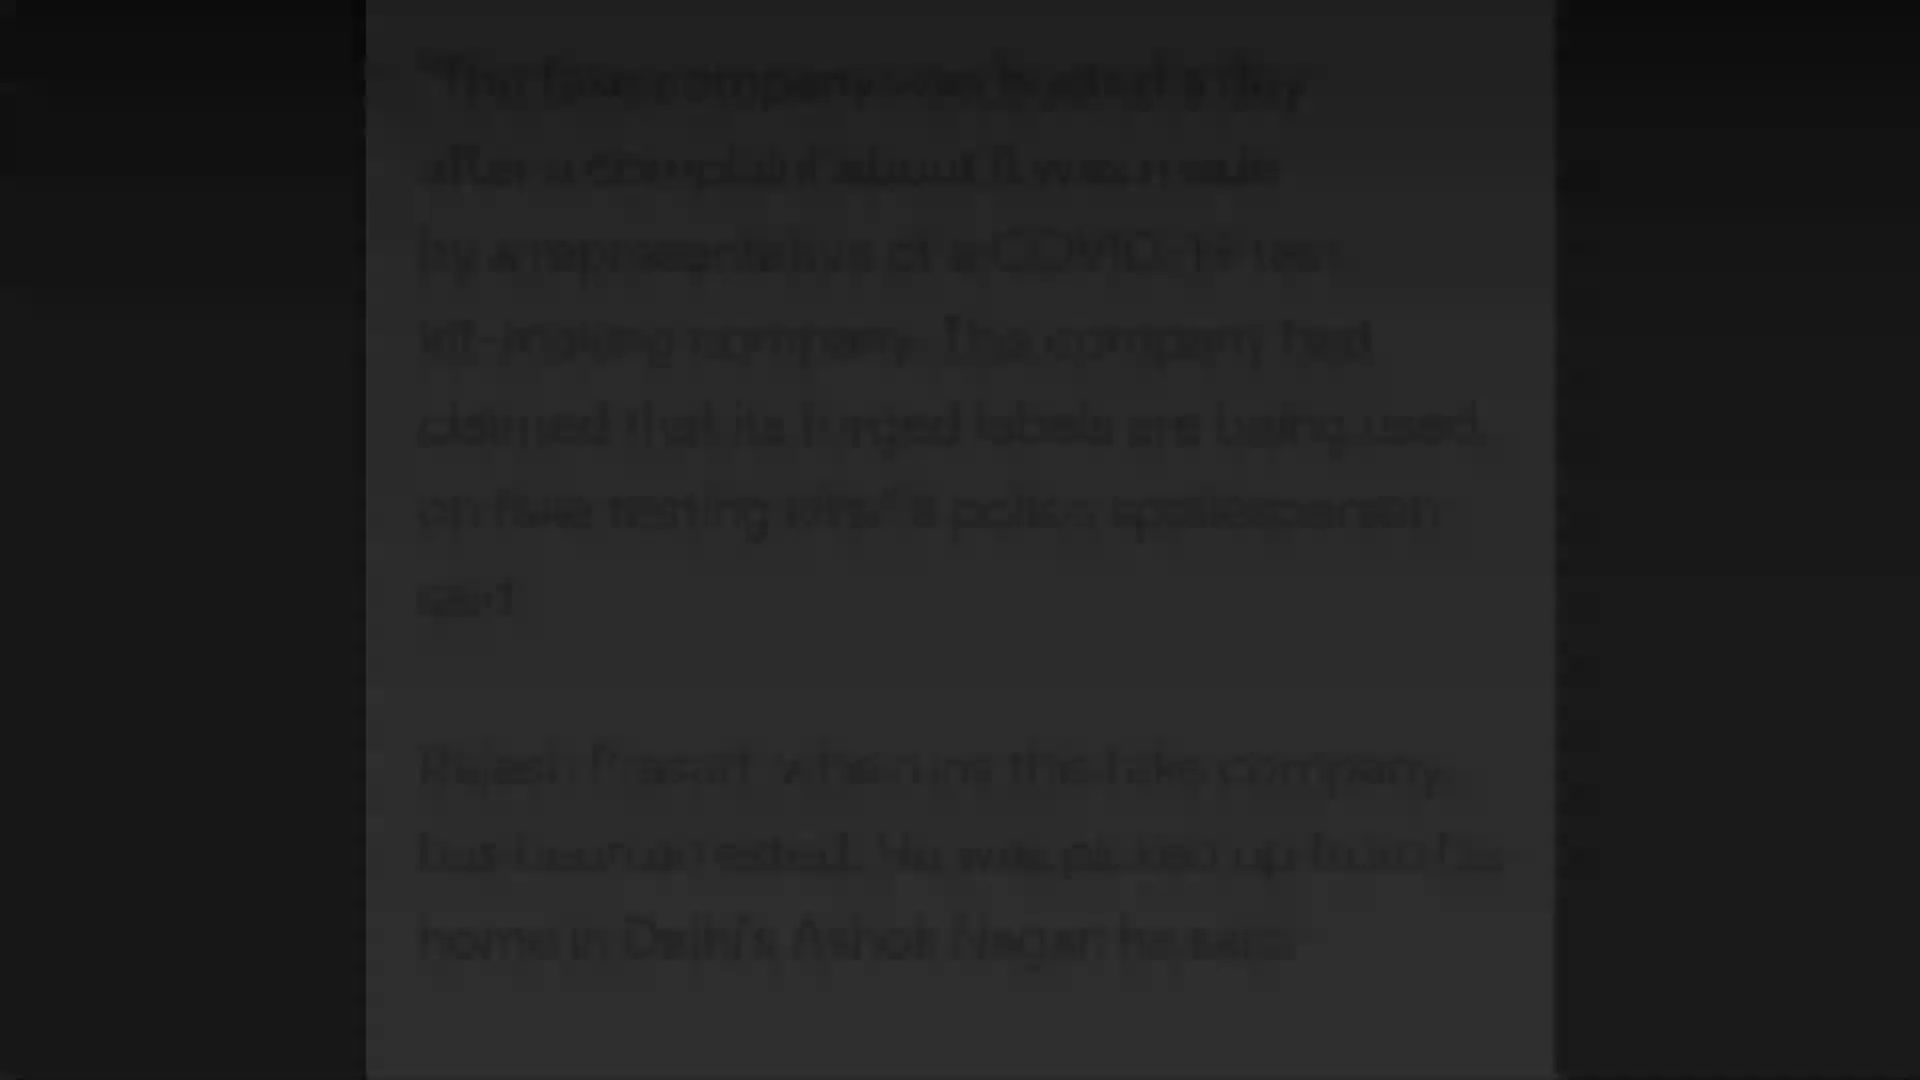 "The fake company was busted a day
after a complaint about it was made
by a representative of a COVID-19 test
kit-making company. The company had
claimed that its forged labels are being used
on fake testing kits," a police spokesperson
said.
who runs the fake company,
has been arrested. He was picked up from his
home in Delhi's Ashok Nagar, he said.